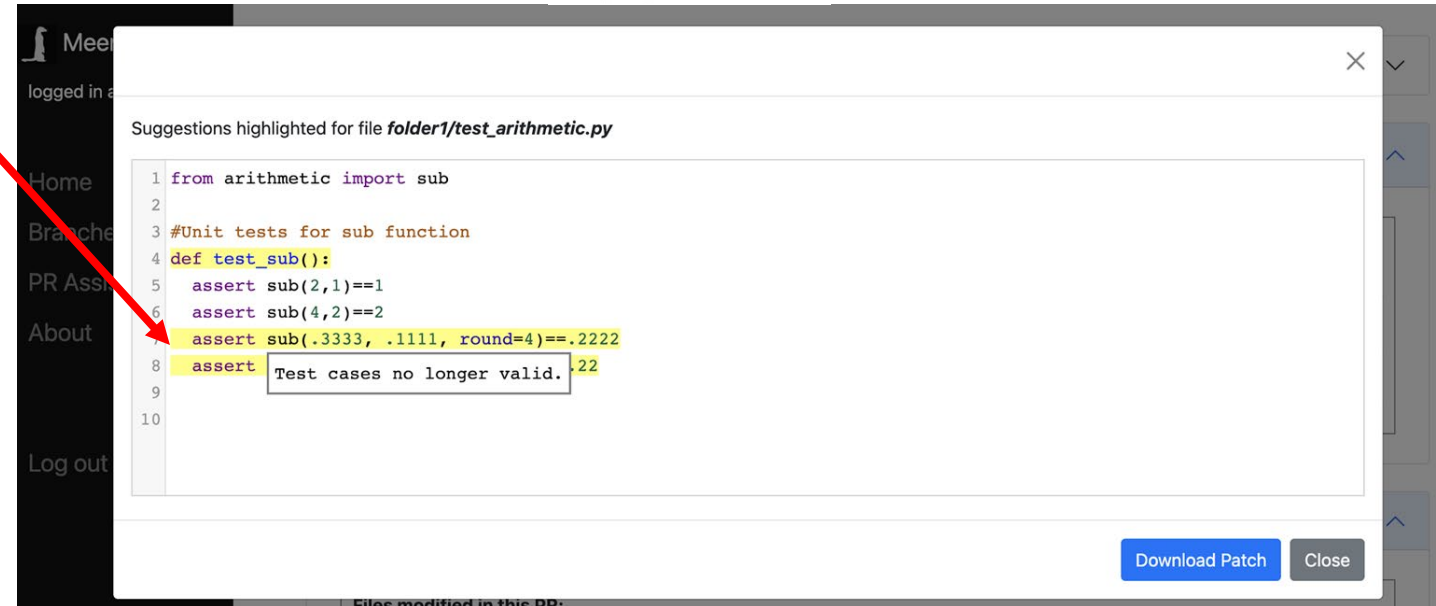 Meer
logged in a
Home
Branche
PR Assis
About
Log out
Suggestions highlighted for file folder1/test_arithmetic.py
1 from arithmetic import sub
2
3 #Unit tests for sub function
4 def test_sub():
5 assert sub(2,1)==1
6 assert sub(4,2)==2
7 assert sub(.3333, .1111, round=4)==.2222
8 assert .22
Test cases no longer valid.
9
10
Download Patch Close
Files modified in this PR: